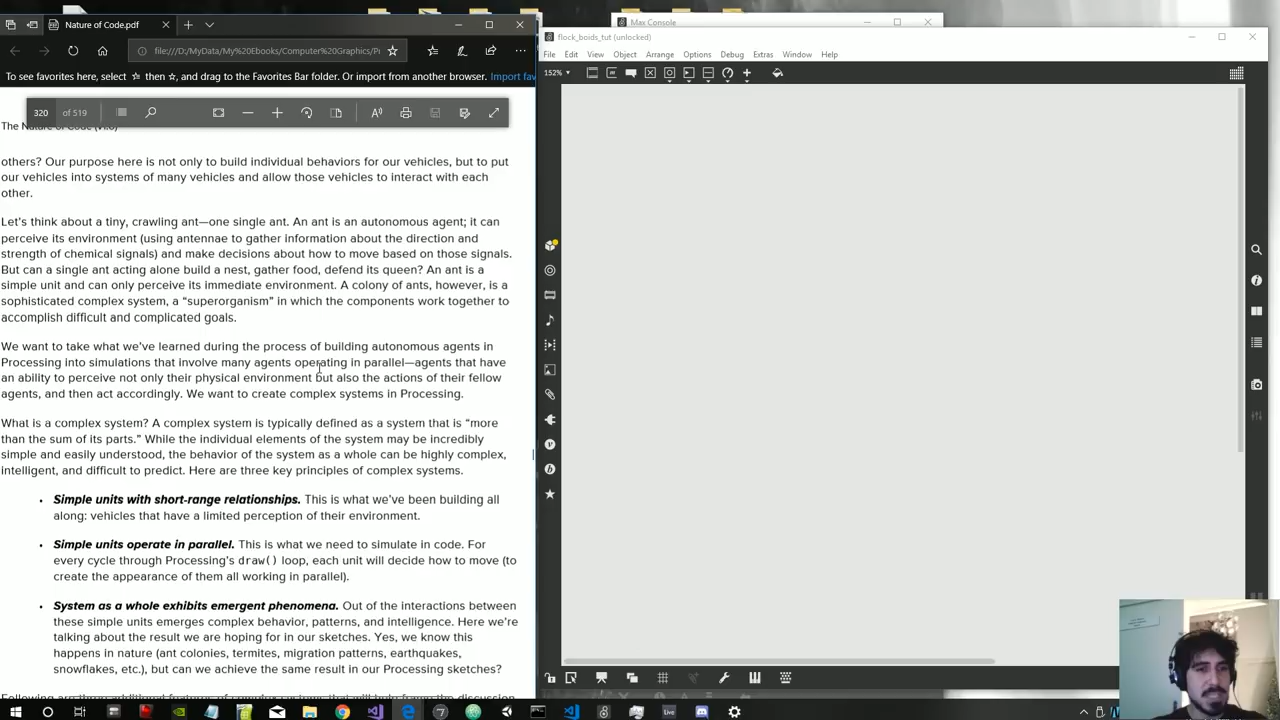 Nature of Code.pdf
Max Console
flock_boids_tut (unlocked)
file:///D:/MyData/My%20Ebooks/Computer%20Graphics/
File Edit View Object Arrange Options Debug Extras Window Help
To see favorites here, select then, and drag to the Favorites Bar folder. Or import from another browser. Import fav
152%
320 of 519
The Nature of Code (v1.0)
others? Our purpose here is not only to build individual behaviors for our vehicles, but to put
our vehicles into systems of many vehicles and allow those vehicles to interact with each
other.
Let's think about a tiny, crawling ant—one single ant. An ant is an autonomous agent; it can
perceive its environment (using antennae to gather information about the direction and
strength of chemical signals) and make decisions about how to move based on those signals.
But can a single ant acting alone build a nest, gather food, defend its queen? An ant is a
simple unit and can only perceive its immediate environment. A colony of ants, however, is a
sophisticated complex system, a “superorganism” in which the components work together to
accomplish difficult and complicated goals.
We want to take what we've learned during the process of building autonomous agents in
Processing into simulations that involve many agents operating in parallel—agents that have
an ability to perceive not only their physical environment but also the actions of their fellow
agents, and then act accordingly. We want to create complex systems in Processing.
What is a complex system? A complex system is typically defined as a system that is “more
than the sum of its parts.” While the individual elements of the system may be incredibly
simple and easily understood, the behavior of the system as a whole can be highly complex,
intelligent, and difficult to predict. Here are three key principles of complex systems.
• Simple units with short-range relationships. This is what we've been building all
along: vehicles that have a limited perception of their environment.
• Simple units operate in parallel. This is what we need to simulate in code. For
every cycle through Processing's draw() loop, each unit will decide how to move (to
create the appearance of them all working in parallel).
• System as a whole exhibits emergent phenomena. Out of the interactions between
these simple units emerges complex behavior, patterns, and intelligence. Here we're
talking about the result we are hoping for in our sketches. Yes, we know this
happens in nature (ant colonies, termites, migration patterns, earthquakes,
snowflakes, etc.), but can we achieve the same result in our Processing sketches?
Live